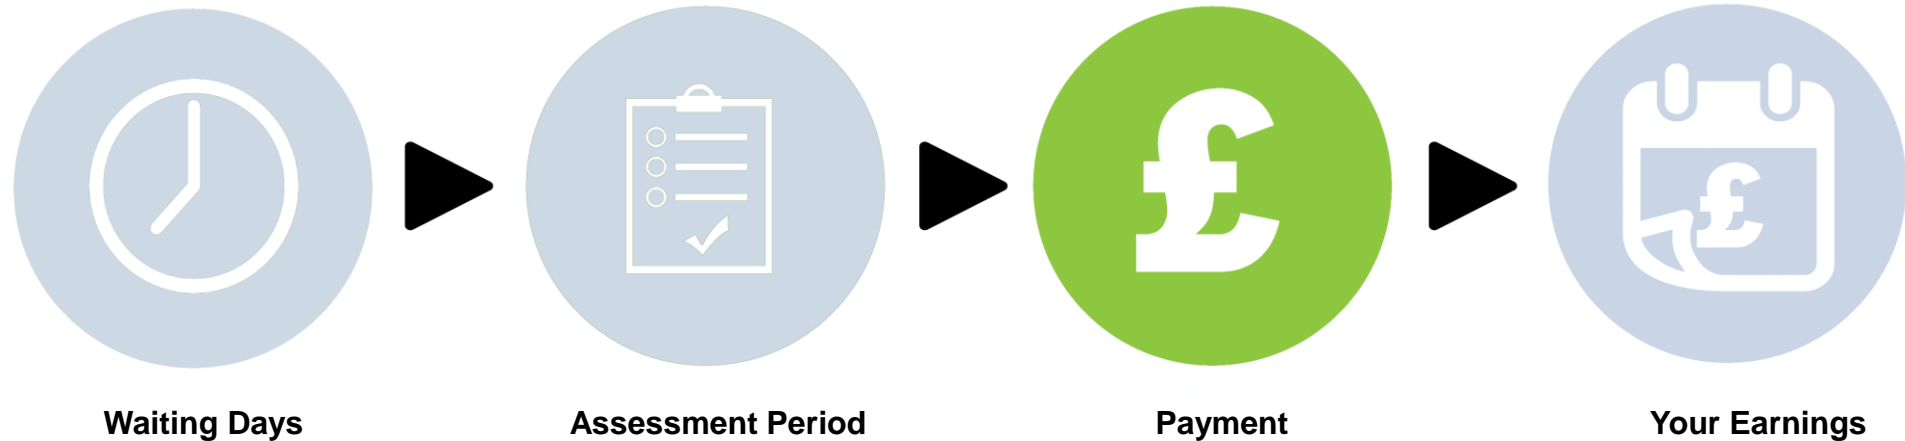 £
£
Waiting Days
Assessment Period
Payment
Your Earnings